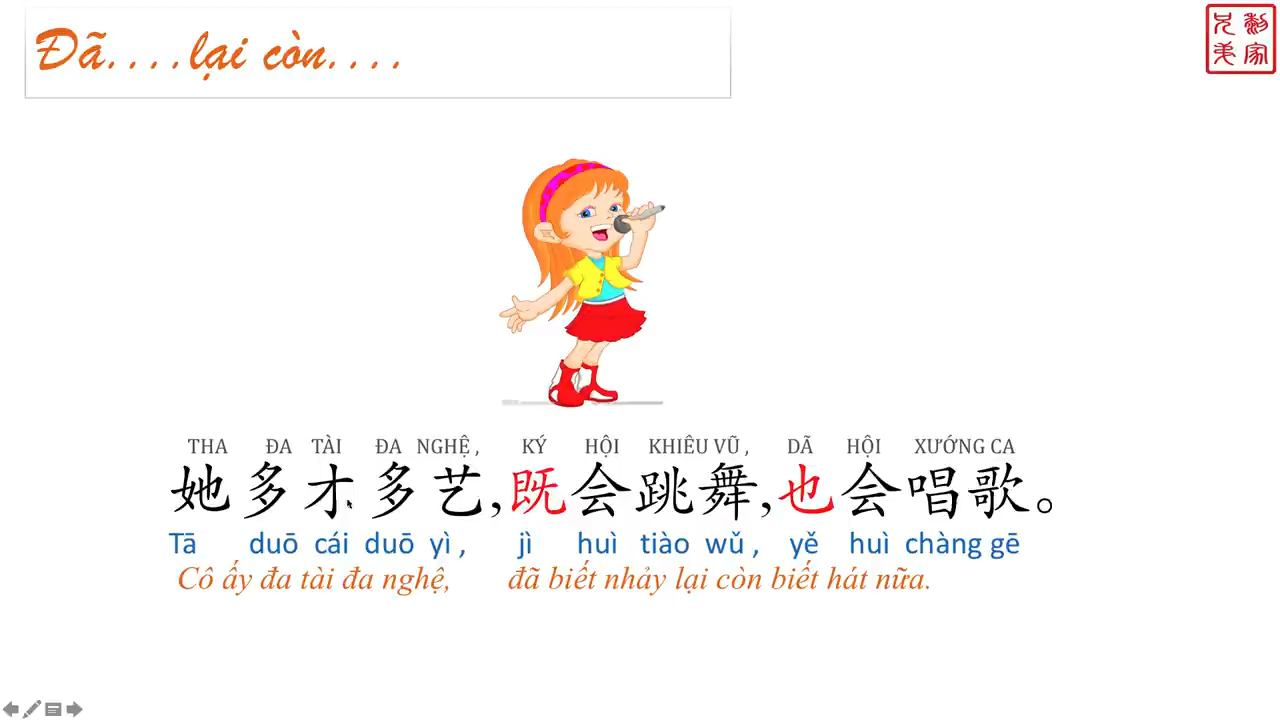 Đã....lại còn....
THA ĐA TÀI ĐA NGHỆ , KÝ HỘI KHIÊU VŨ , DÃ HỘI XƯỚNG CA
她多才多艺,既会跳舞,也会唱歌。
Tā duō cái duō yì , jì huì tiào wǔ , yě huì chàng gē
Cô ấy đa tài đa nghệ, đã biết nhảy lại còn biết hát nữa.